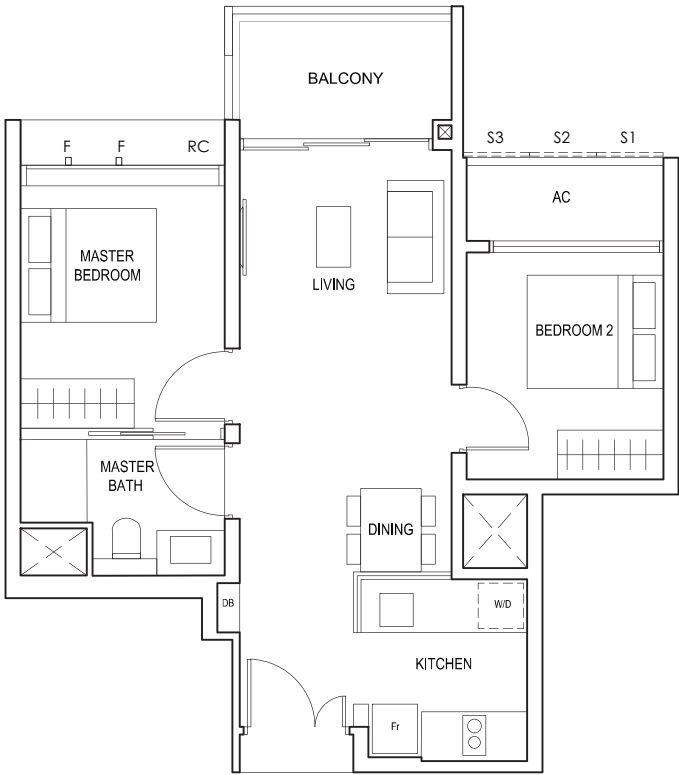 BALCONY
F F RC
S3 S2 S1
AC
MASTER
BEDROOM
LIVING
BEDROOM 2
MASTER
BATH
DINING
DB
W/D
KITCHEN
Fr